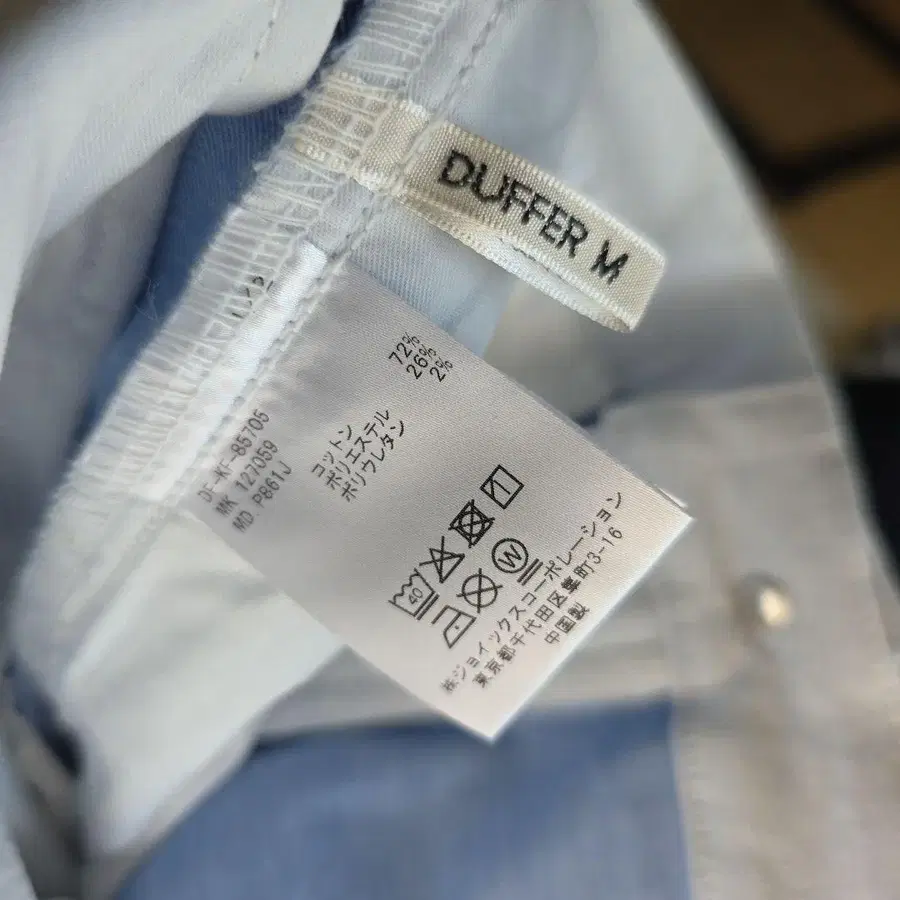 DUFFER M
DF-KF-85705
MK 127059
MD P861J
コットン 72%
ポリエステル 26%
ポリウレタン 2%
40
W
㈱ジョイックスコーポレーション
東京都千代田区麹町3-16
中国製